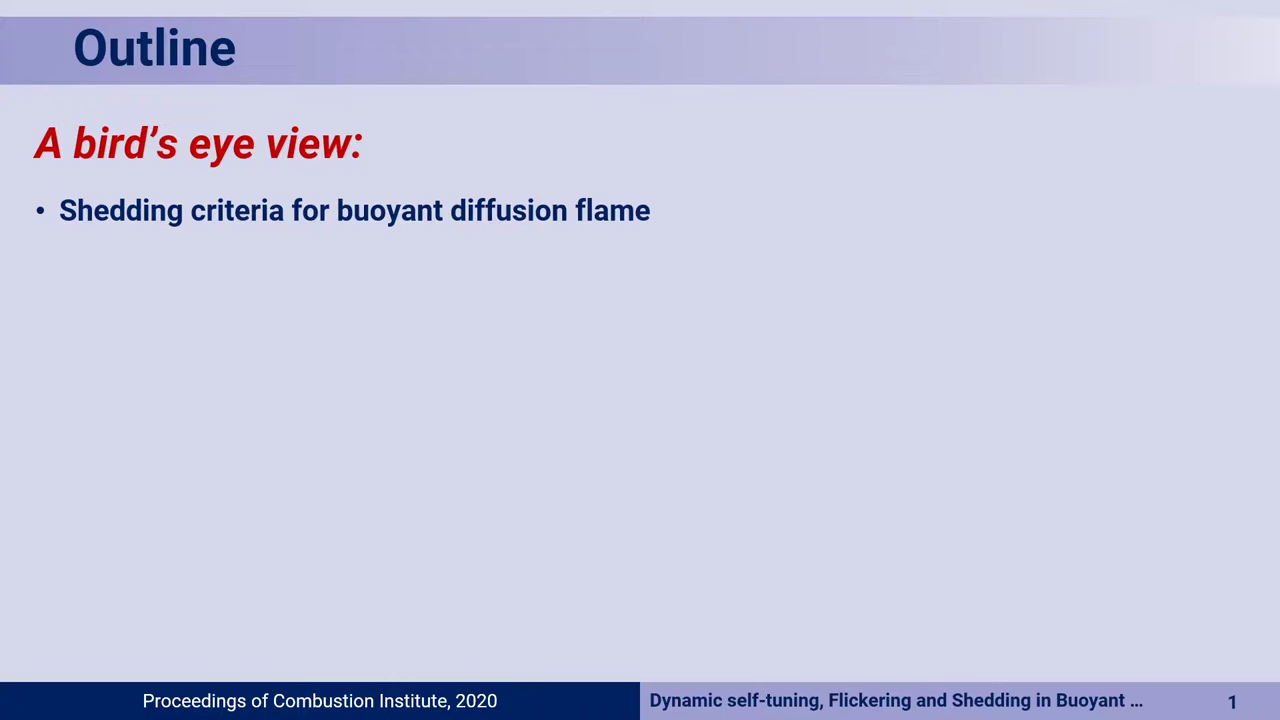 Outline
A bird’s eye view:
• Shedding criteria for buoyant diffusion flame
Proceedings of Combustion Institute, 2020
Dynamic self-tuning, Flickering and Shedding in Buoyant ...
1